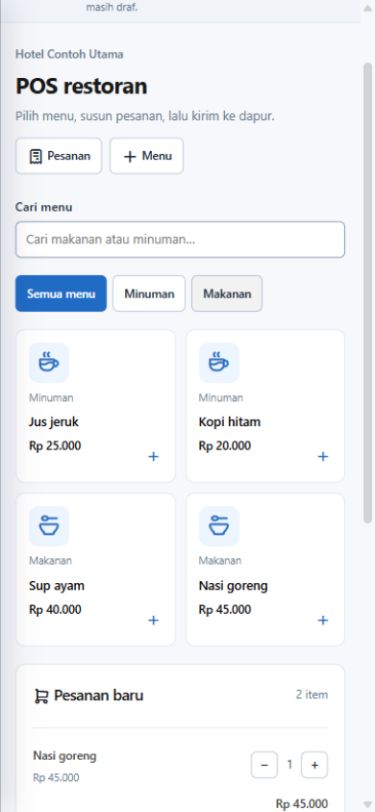 masih draf.
Hotel Contoh Utama
POS restoran
Pilih menu, susun pesanan, lalu kirim ke dapur.
Pesanan
+ Menu
Cari menu
Cari makanan atau minuman...
Semua menu
Minuman
Makanan
Minuman
Jus jeruk
Rp 25.000
+
Minuman
Kopi hitam
Rp 20.000
+
Makanan
Sup ayam
Rp 40.000
+
Makanan
Nasi goreng
Rp 45.000
+
Pesanan baru
2 item
Nasi goreng
Rp 45.000
− 1 +
Rp 45.000